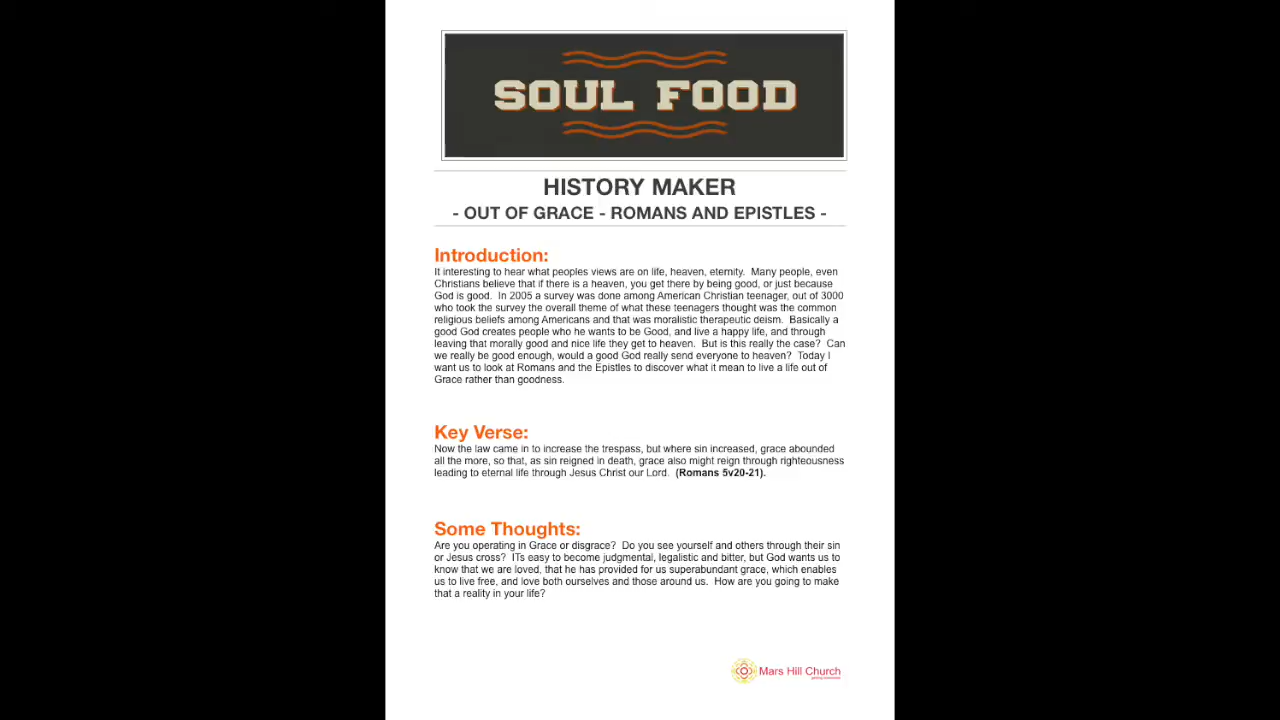 SOUL FOOD
HISTORY MAKER
- OUT OF GRACE - ROMANS AND EPISTLES -
Introduction:
It interesting to hear what peoples views are on life, heaven, eternity. Many people, even
Christians believe that if there is a heaven, you get there by being good, or just because
God is good. In 2005 a survey was done among American Christian teenager, out of 3000
who took the survey the overall theme of what these teenagers thought was the common
religious beliefs among Americans and that was moralistic therapeutic deism. Basically a
good God creates people who he wants to be Good, and live a happy life, and through
leaving that morally good and nice life they get to heaven. But is this really the case? Can
we really be good enough, would a good God really send everyone to heaven? Today I
want us to look at Romans and the Epistles to discover what it mean to live a life out of
Grace rather than goodness.
Key Verse:
Now the law came in to increase the trespass, but where sin increased, grace abounded
all the more, so that, as sin reigned in death, grace also might reign through righteousness
leading to eternal life through Jesus Christ our Lord. (Romans 5v20-21).
Some Thoughts:
Are you operating in Grace or disgrace? Do you see yourself and others through their sin
or Jesus cross? ITs easy to become judgmental, legalistic and bitter, but God wants us to
know that we are loved, that he has provided for us superabundant grace, which enables
us to live free, and love both ourselves and those around us. How are you going to make
that a reality in your life?
Mars Hill Church